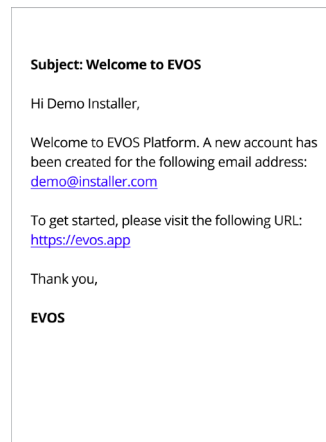 Subject: Welcome to EVOS
Hi Demo Installer,
Welcome to EVOS Platform. A new account has
been created for the following email address:
demo@installer.com
To get started, please visit the following URL:
https://evos.app
Thank you,
EVOS